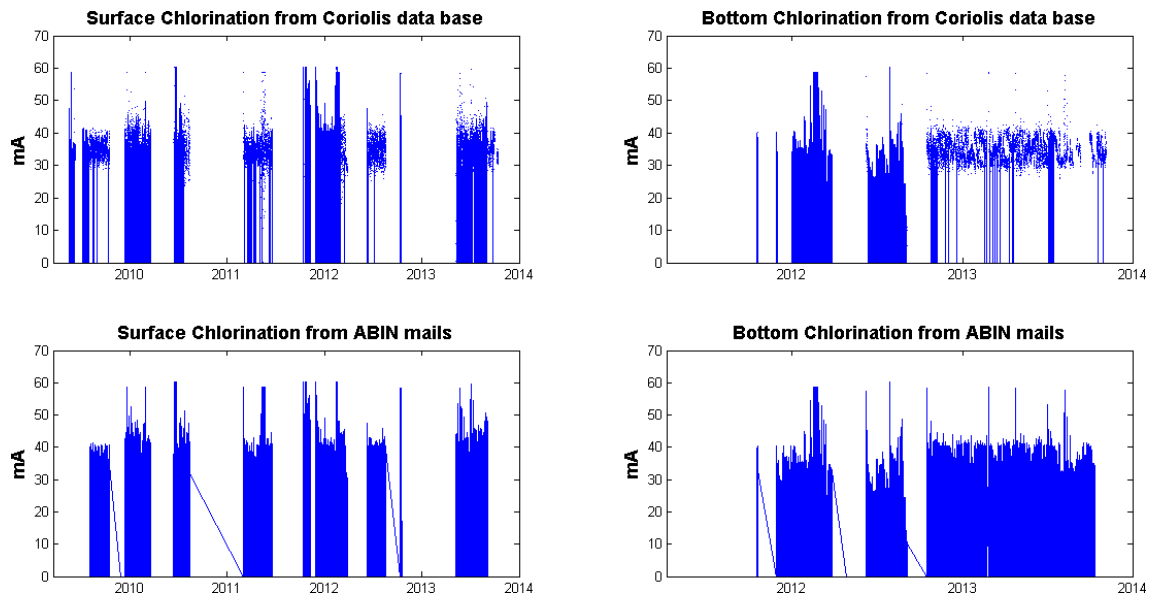 Surface Chlorination from Coriolis data base
70
60
50
40
30
20
10
0
mA
2010 2011 2012 2013 2014
Bottom Chlorination from Coriolis data base
70
60
50
40
30
20
10
0
mA
2012 2013 2014
Surface Chlorination from ABIN mails
70
60
50
40
30
20
10
0
mA
2010 2011 2012 2013 2014
Bottom Chlorination from ABIN mails
70
60
50
40
30
20
10
0
mA
2012 2013 2014